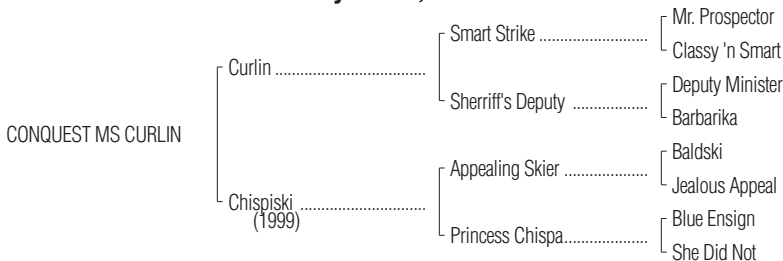 Mr. Prospector
Smart Strike ..............................
Classy 'n Smart
Curlin ..........................................
Deputy Minister
Sherriff's Deputy .....................
Barbarika
CONQUEST MS CURLIN
Baldski
Appealing Skier .......................
Jealous Appeal
Chispiski ...................................
(1999)
Blue Ensign
Princess Chispa.......................
She Did Not